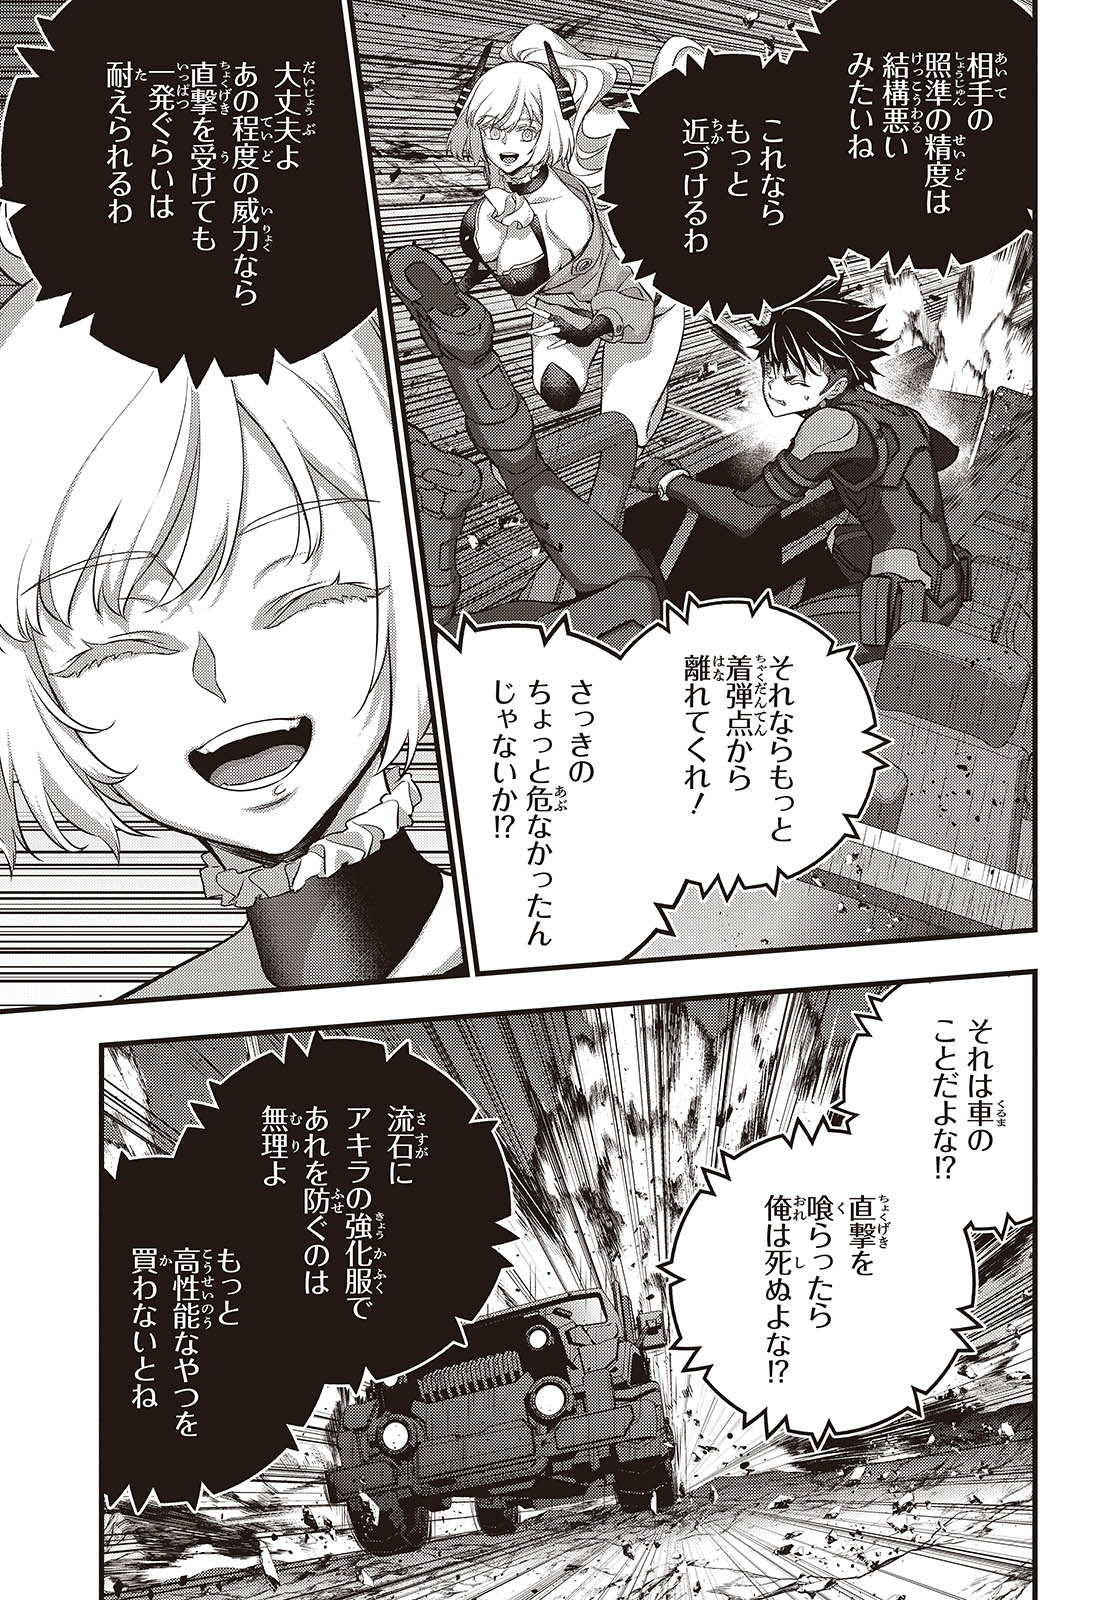 相手の
照準の精度は
結構悪い
みたいね
これなら
もっと
近づけるわ
それならもっと
着弾点から
離れてくれ！
さっきの
ちょっと危なかったん
じゃないか！？
大丈夫よ
あの程度の威力なら
直撃を受けても
一発ぐらいは
耐えられるわ
それは車の
ことだよな！？
直撃を
喰らったら
俺は死ぬよな！？
流石に
アキラの強化服で
あれを防ぐのは
無理よ
もっと
高性能なやつを
買わないとね